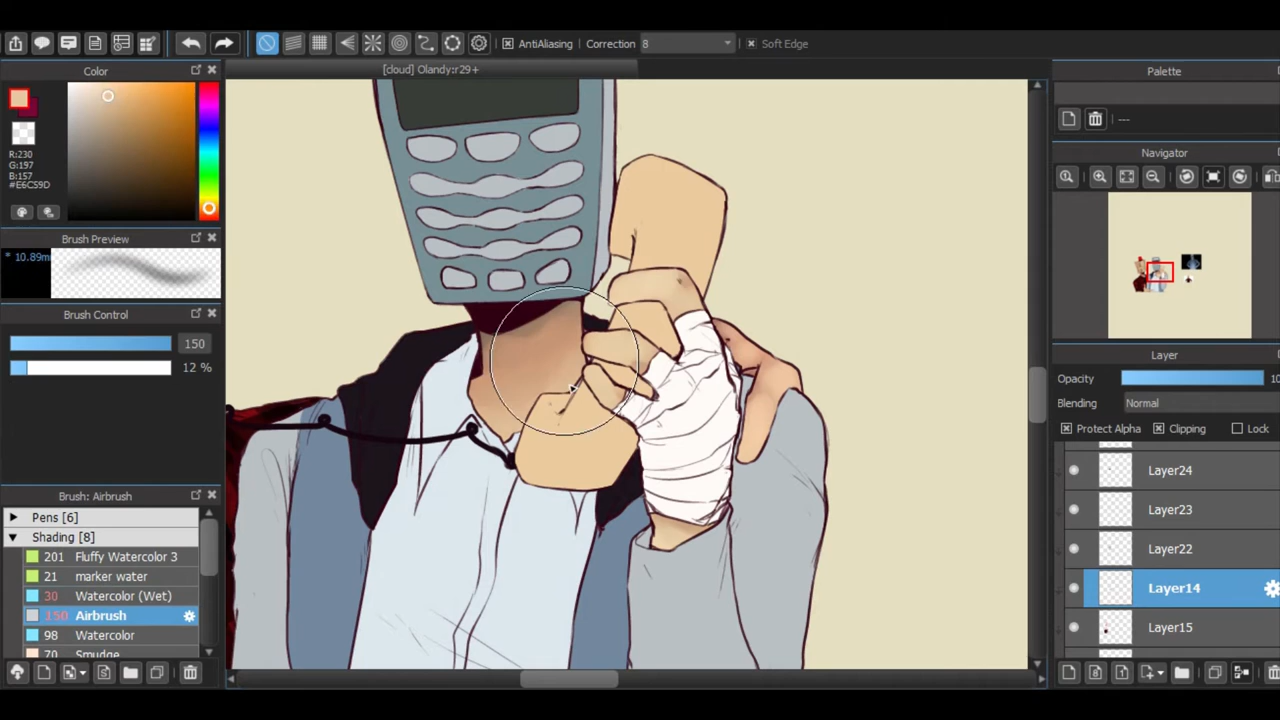 AntiAliasing Correction 8 Soft Edge
Color
[cloud] Olandy:r29+
Palette
R:230
G:197
B:157
#E6C59D
---
Navigator
Brush Preview
* 10.89m
Brush Control
150
12 %
Layer
Opacity 10
Blending Normal
Protect Alpha Clipping Lock
Brush: Airbrush
Pens [6]
Shading [8]
201 Fluffy Watercolor 3
21 marker water
30 Watercolor (Wet)
150 Airbrush
98 Watercolor
70 Smudge
Layer24
Layer23
Layer22
Layer14
Layer15